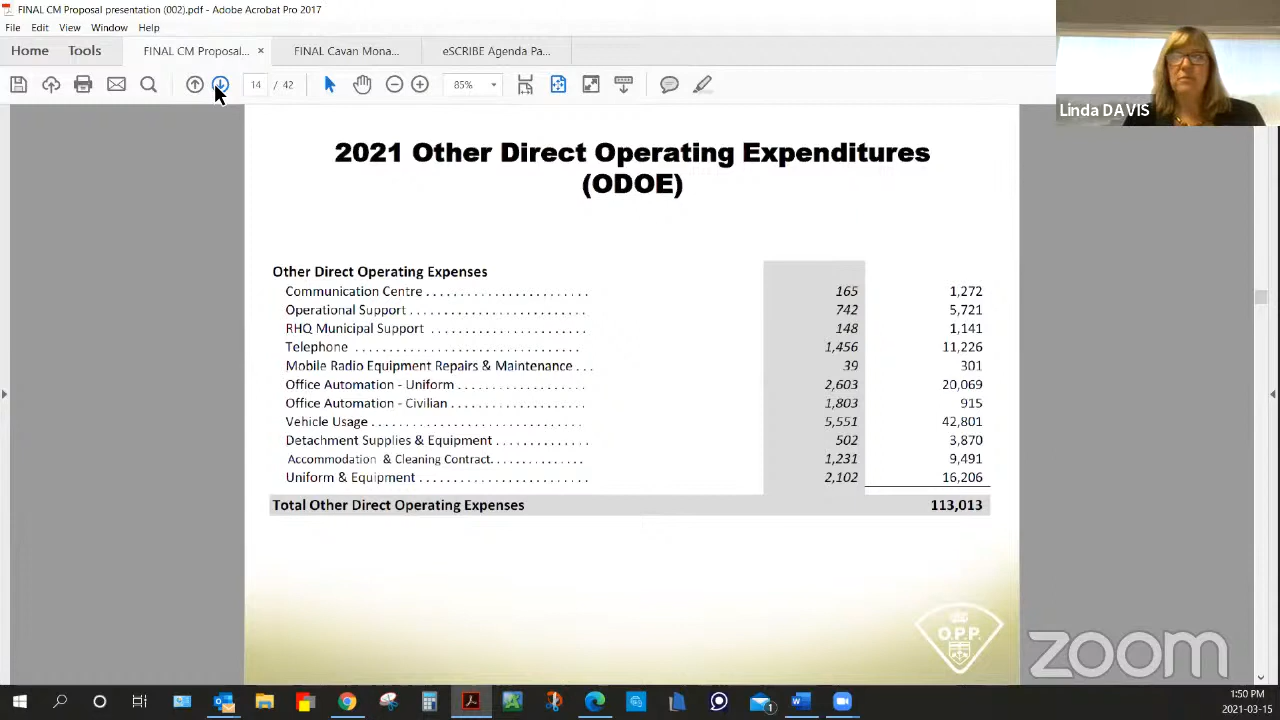 FINAL CM Proposal presentation (002).pdf - Adobe Acrobat Pro 2017
File Edit View Window Help
Home Tools FINAL CM Proposal... × FINAL Cavan Mona... eSCRIBE Agenda Pa...
14 / 42 85%
Linda DAVIS
2021 Other Direct Operating Expenditures
(ODOE)
Other Direct Operating Expenses
Communication Centre . . . . . . . . . . . . . . . . . . . . . . . . 165 1,272
Operational Support . . . . . . . . . . . . . . . . . . . . . . . . . . 742 5,721
RHQ Municipal Support . . . . . . . . . . . . . . . . . . . . . . . 148 1,141
Telephone . . . . . . . . . . . . . . . . . . . . . . . . . . . . . . . . . 1,456 11,226
Mobile Radio Equipment Repairs & Maintenance . . . 39 301
Office Automation - Uniform . . . . . . . . . . . . . . . . . . . 2,603 20,069
Office Automation - Civilian . . . . . . . . . . . . . . . . . . . . 1,803 915
Vehicle Usage . . . . . . . . . . . . . . . . . . . . . . . . . . . . . . . 5,551 42,801
Detachment Supplies & Equipment . . . . . . . . . . . . . . 502 3,870
Accommodation & Cleaning Contract. . . . . . . . . . . . . . 1,231 9,491
Uniform & Equipment . . . . . . . . . . . . . . . . . . . . . . . . . 2,102 16,206
Total Other Direct Operating Expenses 113,013
O.P.P.
zoom
1:50 PM
2021-03-15